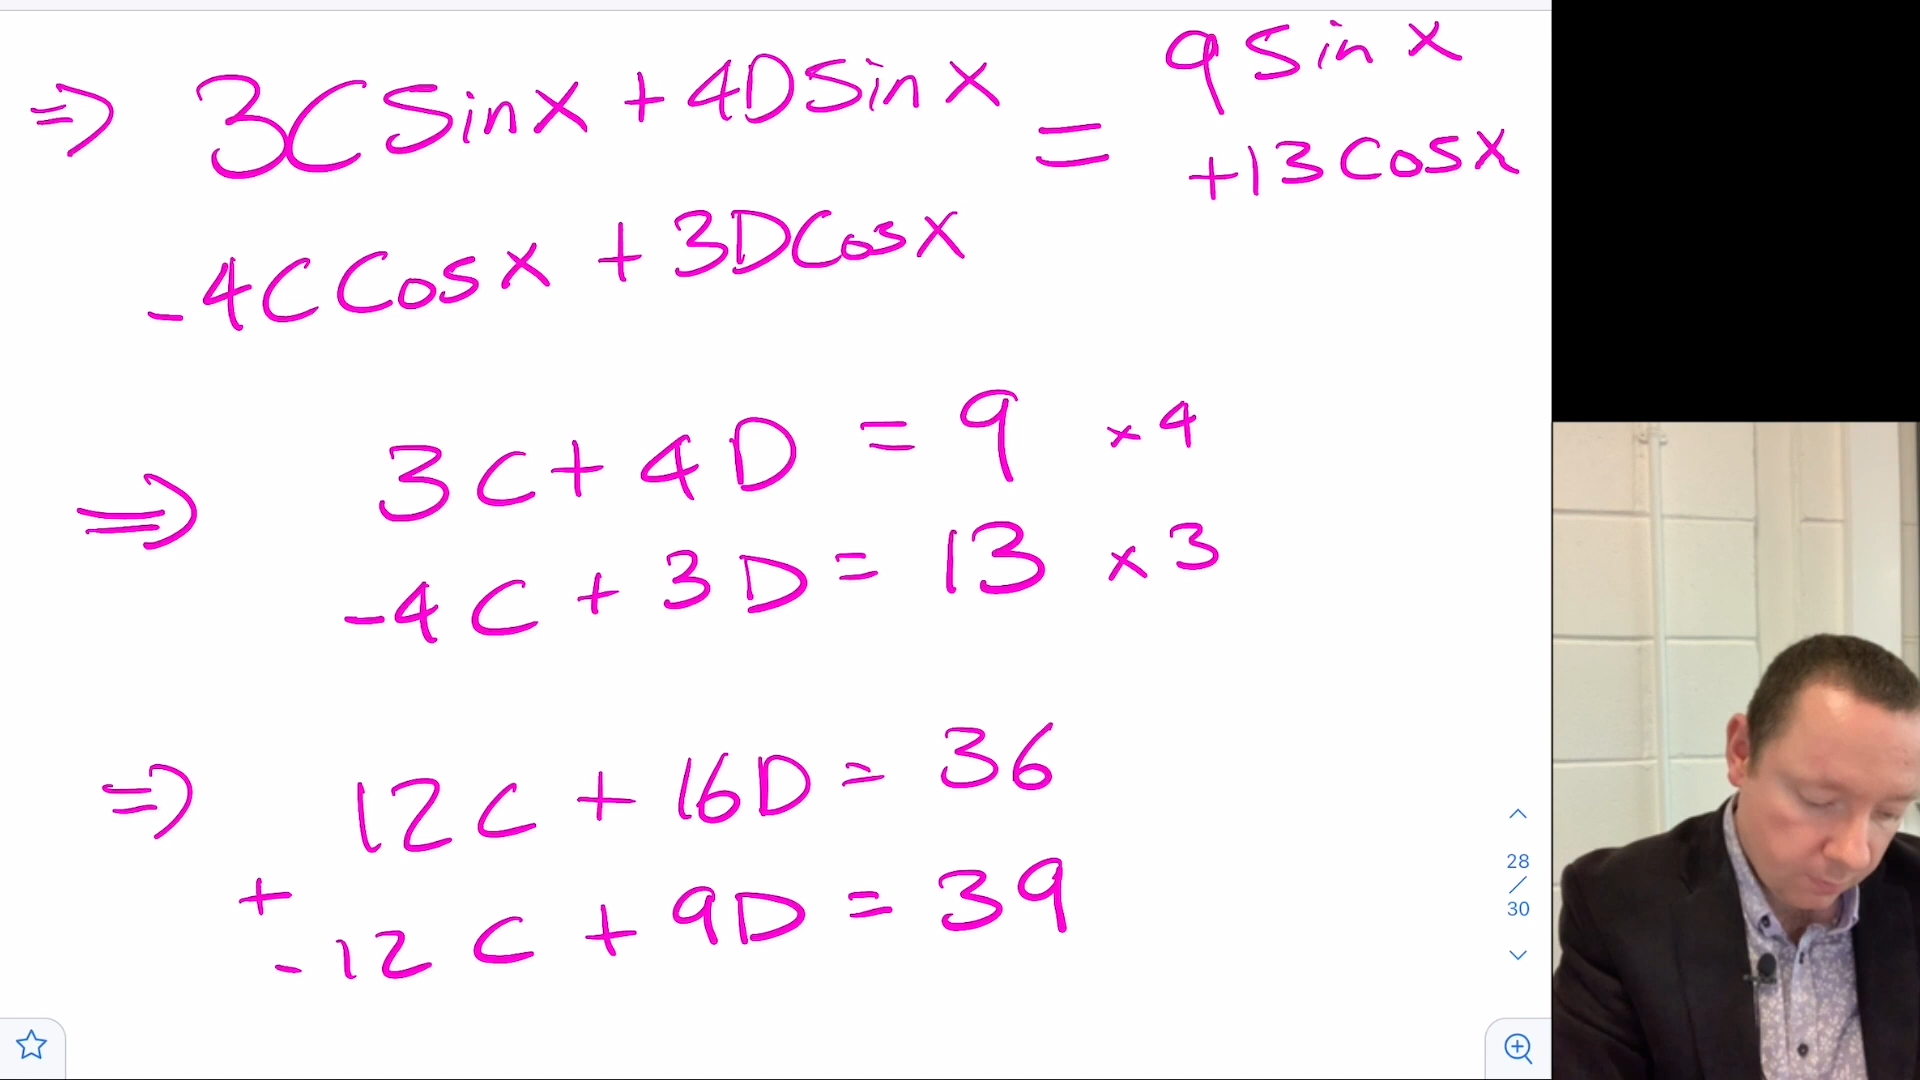 ⇒ 3C Sin x + 4D Sin x = 9 Sin x
+13 Cos x
-4C Cos x + 3D Cos x
⇒ 3C + 4D = 9 ×4
-4C + 3D = 13 ×3
⇒ 12C + 16D = 36
+
-12C + 9D = 39
28
/
30